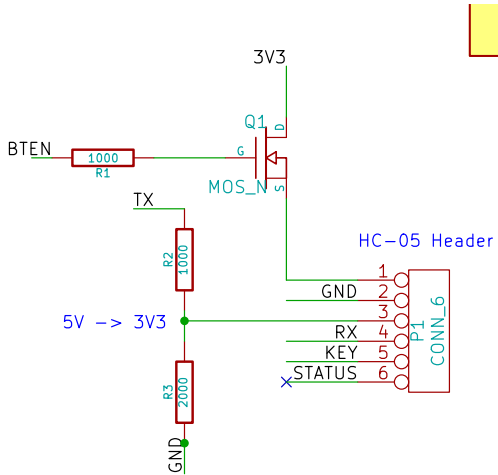 3V3
Q1
D
BTEN
1000
G
R1
MOS_N
S
TX
HC-05 Header
R2
1000
1
GND
2
5V -> 3V3
3
P1
CONN_6
RX
4
KEY
5
STATUS
6
R3
2000
GND